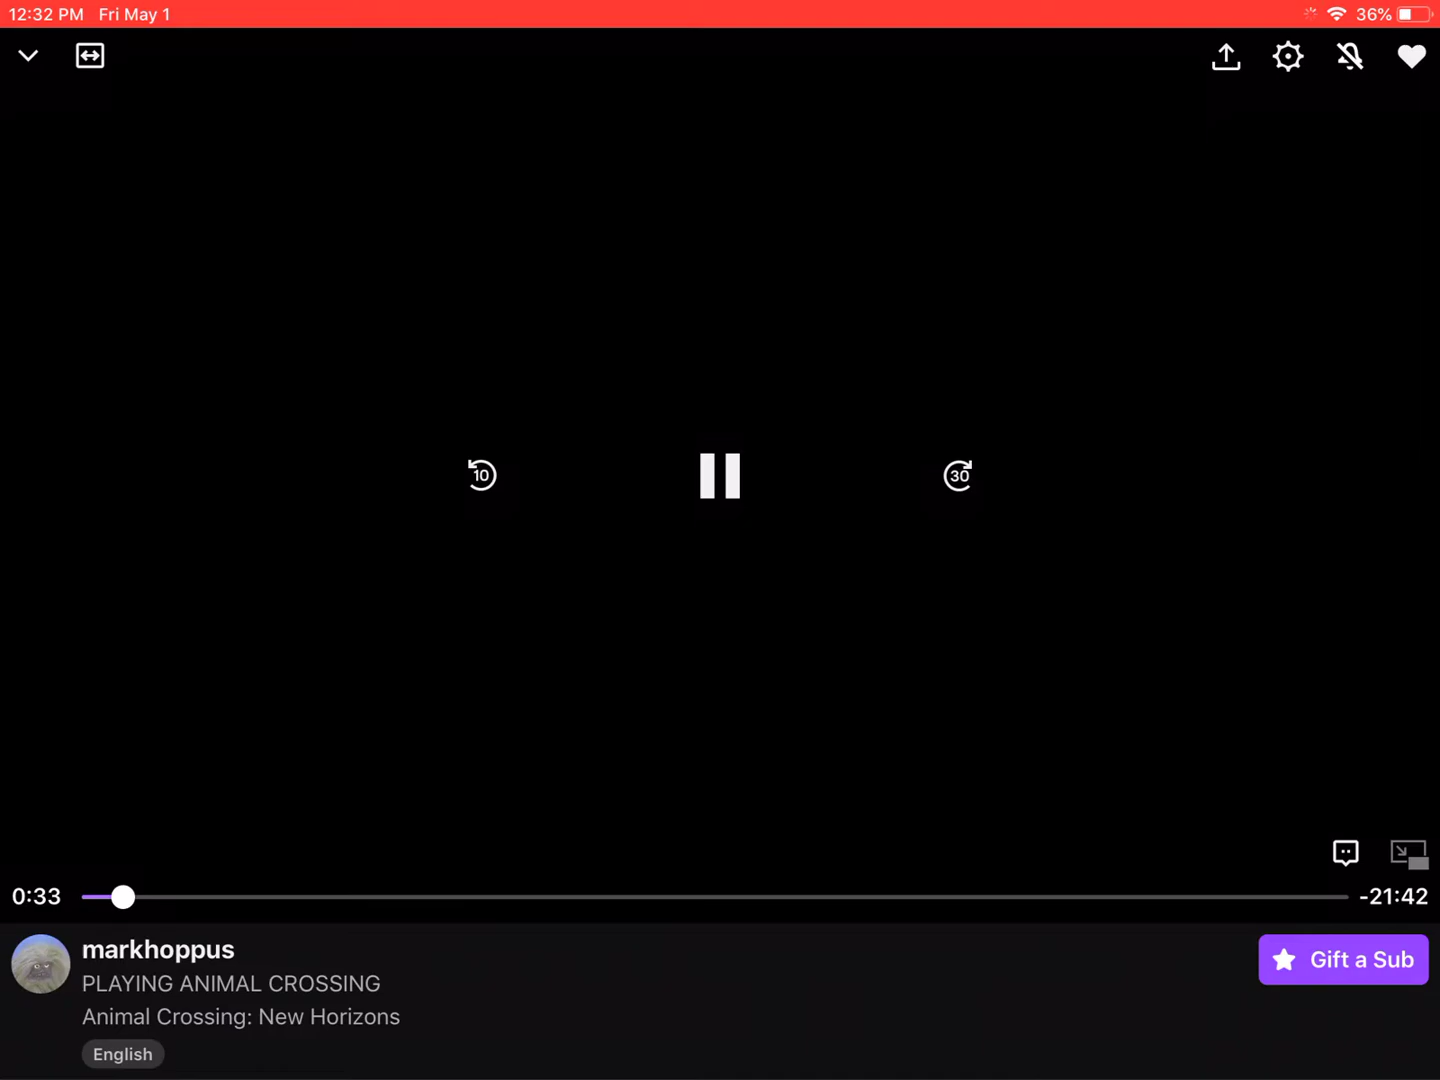 12:32 PM Fri May 1
36%
10
30
0:33
-21:42
markhoppus
Gift a Sub
PLAYING ANIMAL CROSSING
Animal Crossing: New Horizons
English